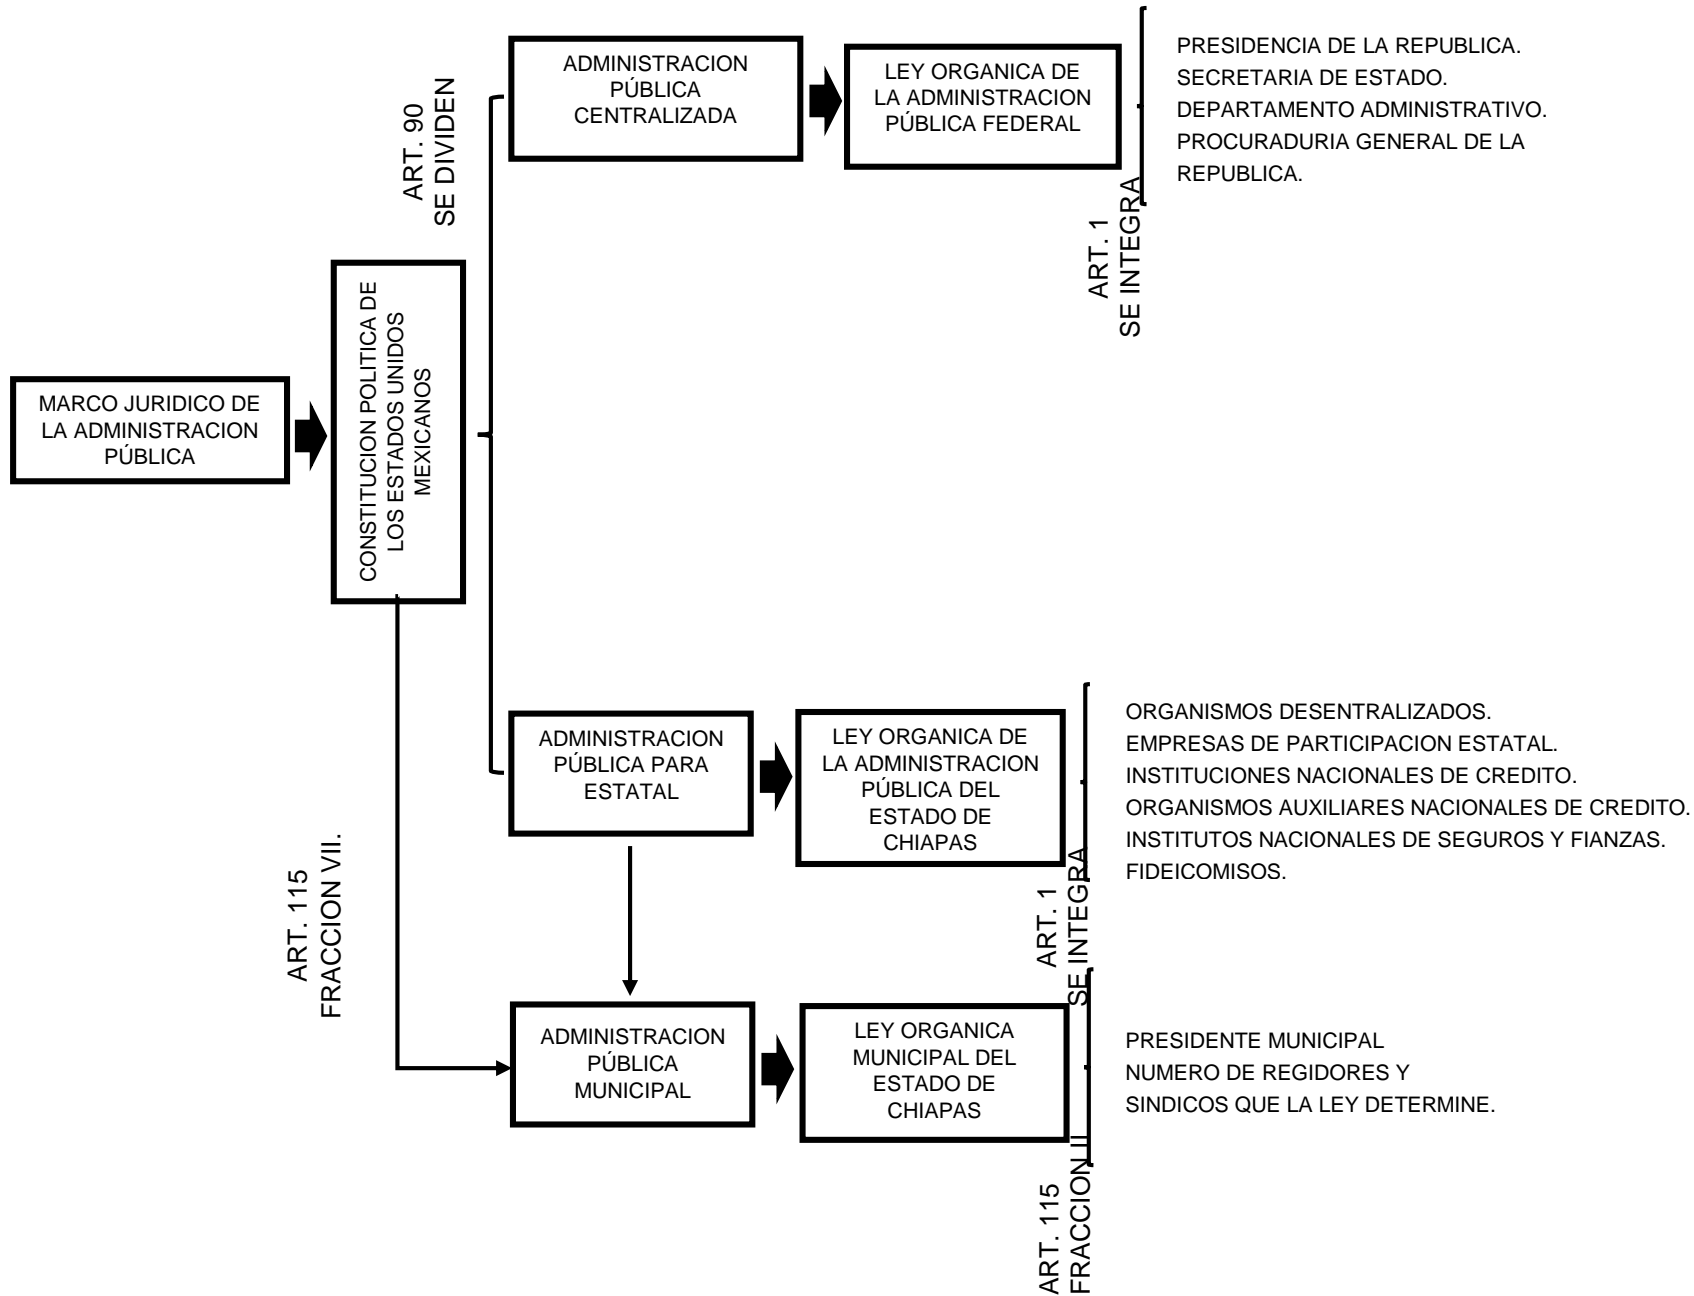 MARCO JURIDICO DE
LA ADMINISTRACION
PÚBLICA
CONSTITUCION POLITICA DE
LOS ESTADOS UNIDOS
MEXICANOS
ART. 90
SE DIVIDEN
ADMINISTRACION
PÚBLICA
CENTRALIZADA
LEY ORGANICA DE
LA ADMINISTRACION
PÚBLICA FEDERAL
ART. 1
SE INTEGRA
PRESIDENCIA DE LA REPUBLICA.
SECRETARIA DE ESTADO.
DEPARTAMENTO ADMINISTRATIVO.
PROCURADURIA GENERAL DE LA
REPUBLICA.
ADMINISTRACION
PÚBLICA PARA
ESTATAL
LEY ORGANICA DE
LA ADMINISTRACION
PÚBLICA DEL
ESTADO DE
CHIAPAS
ART. 1
SE INTEGRA
ORGANISMOS DESENTRALIZADOS.
EMPRESAS DE PARTICIPACION ESTATAL.
INSTITUCIONES NACIONALES DE CREDITO.
ORGANISMOS AUXILIARES NACIONALES DE CREDITO.
INSTITUTOS NACIONALES DE SEGUROS Y FIANZAS.
FIDEICOMISOS.
ART. 115
FRACCION VII.
ADMINISTRACION
PÚBLICA
MUNICIPAL
LEY ORGANICA
MUNICIPAL DEL
ESTADO DE
CHIAPAS
ART. 115
FRACCION II
PRESIDENTE MUNICIPAL
NUMERO DE REGIDORES Y
SINDICOS QUE LA LEY DETERMINE.